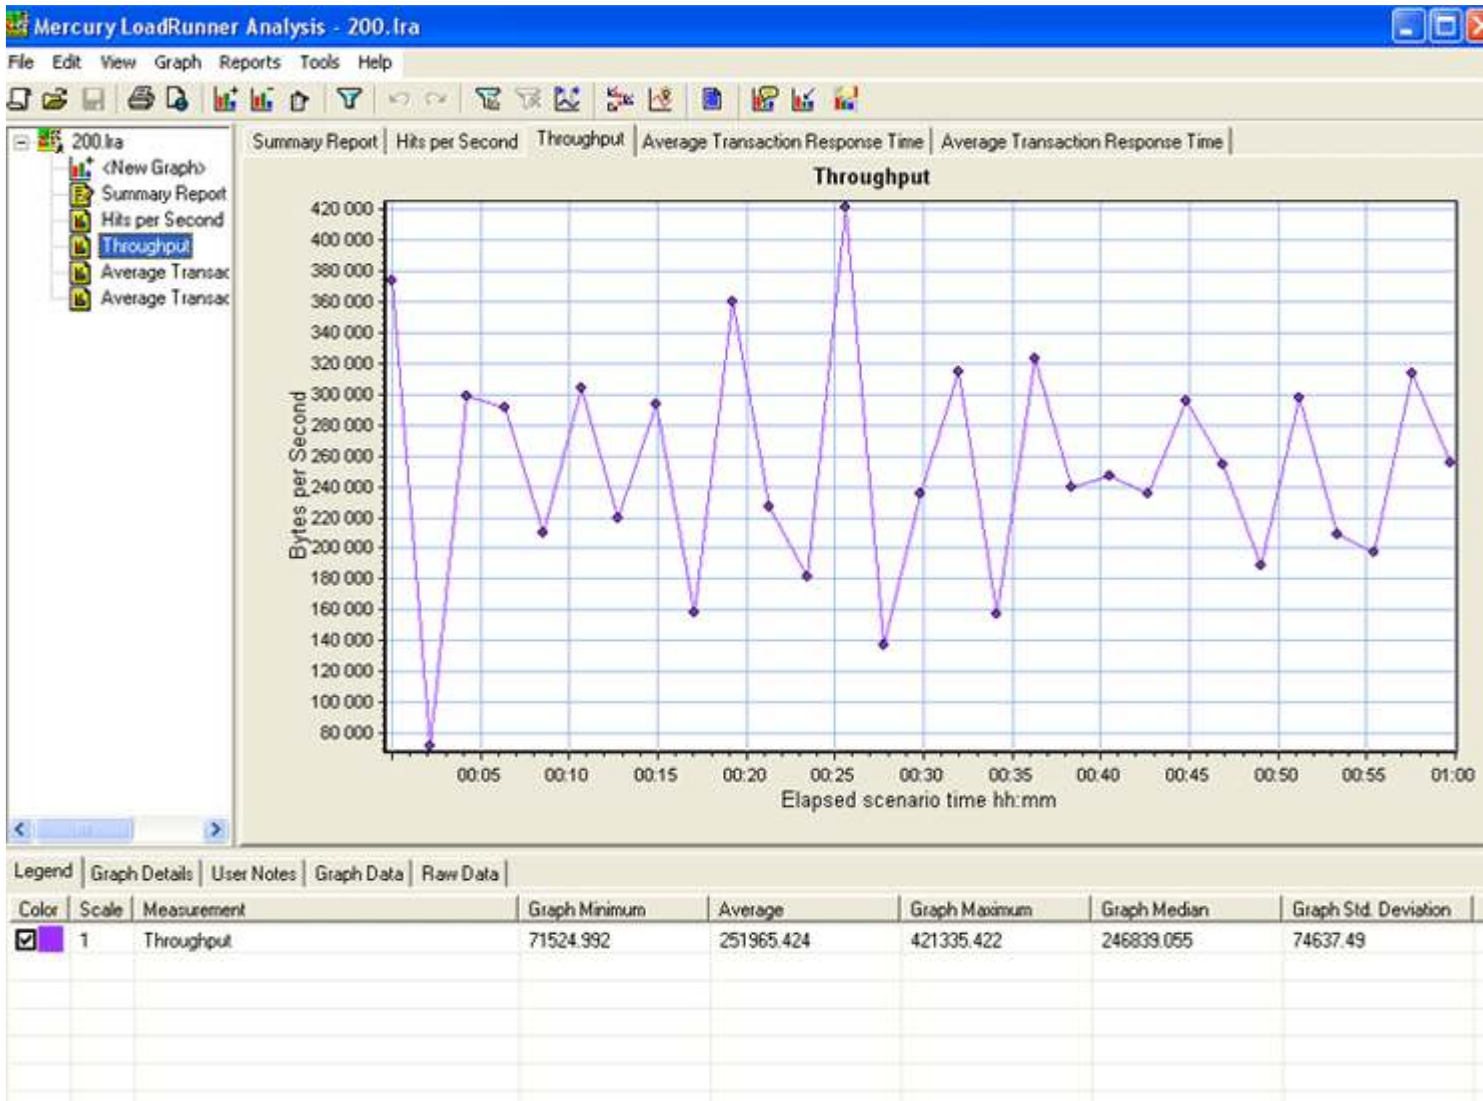 Mercury LoadRunner Analysis - 200.lra
File Edit View Graph Reports Tools Help
200.lra
<New Graph>
Summary Report
Hits per Second
Throughput
Average Transac
Average Transac
Summary Report Hits per Second Throughput Average Transaction Response Time Average Transaction Response Time
Throughput
420 000
400 000
380 000
360 000
340 000
320 000
300 000
280 000
260 000
240 000
220 000
200 000
180 000
160 000
140 000
120 000
100 000
80 000
Bytes per Second
00:05 00:10 00:15 00:20 00:25 00:30 00:35 00:40 00:45 00:50 00:55 01:00
Elapsed scenario time hh:mm
Legend Graph Details User Notes Graph Data Raw Data
Color Scale Measurement Graph Minimum Average Graph Maximum Graph Median Graph Std. Deviation
1 Throughput 71524.992 251965.424 421335.422 246839.055 74637.49